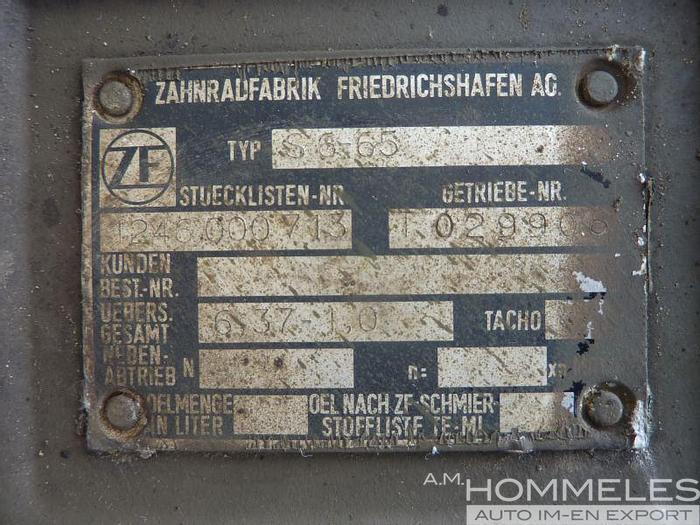 ZAHNRADFABRIK FRIEDRICHSHAFEN AG.
ZF
TYP S 6-65
STUECKLISTEN-NR GETRIEBE-NR.
1246.000 713 T. 029906
KUNDEN
BEST.-NR.
UEBERS. 6,37-1,0 TACHO
GESAMT
NEBEN-
ABTRIEB N n= 
OELMENGE OEL NACH ZF-SCHMIER-
IN LITER STOFFLISTE TE-ML
A.M. HOMMELES
AUTO IM-EN EXPORT